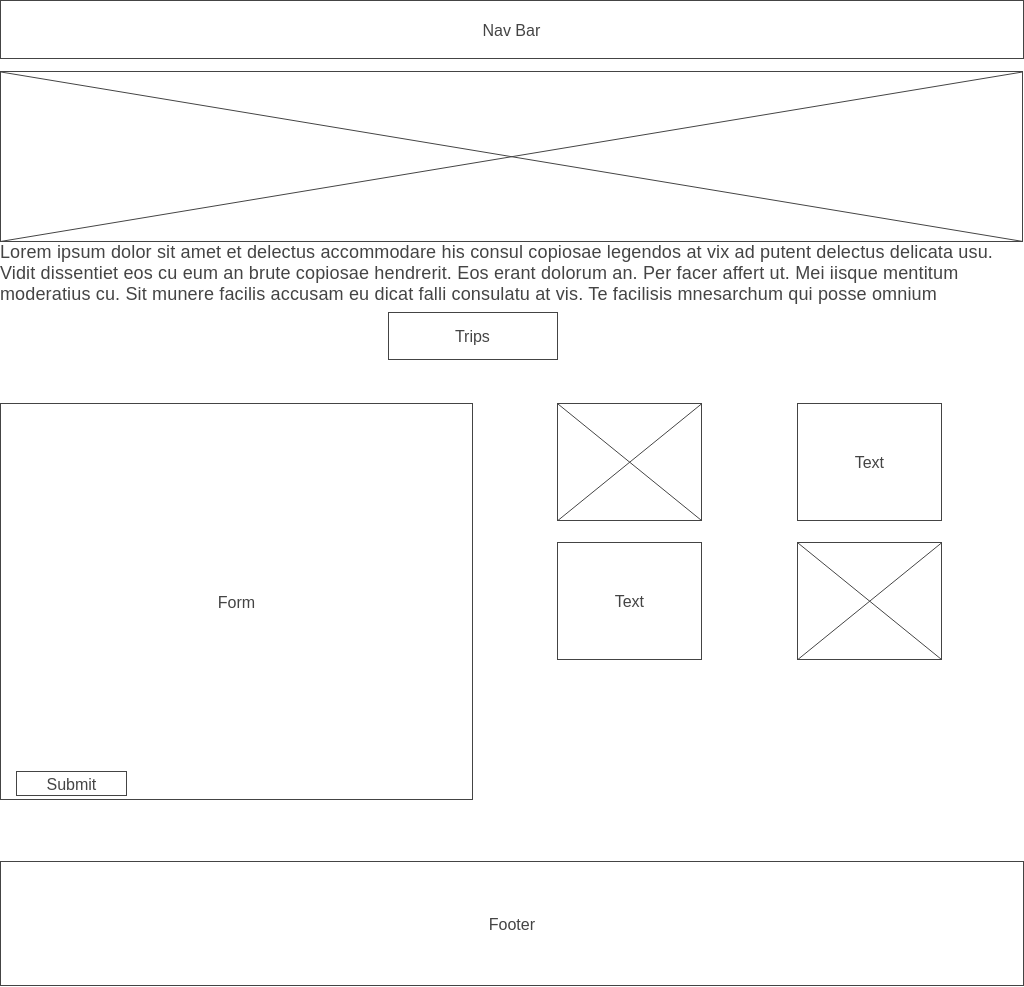 Nav Bar
Lorem ipsum dolor sit amet et delectus accommodare his consul copiosae legendos at vix ad putent delectus delicata usu.
Vidit dissentiet eos cu eum an brute copiosae hendrerit. Eos erant dolorum an. Per facer affert ut. Mei iisque mentitum
moderatius cu. Sit munere facilis accusam eu dicat falli consulatu at vis. Te facilisis mnesarchum qui posse omnium
Trips
Text
Form
Text
Submit
Footer